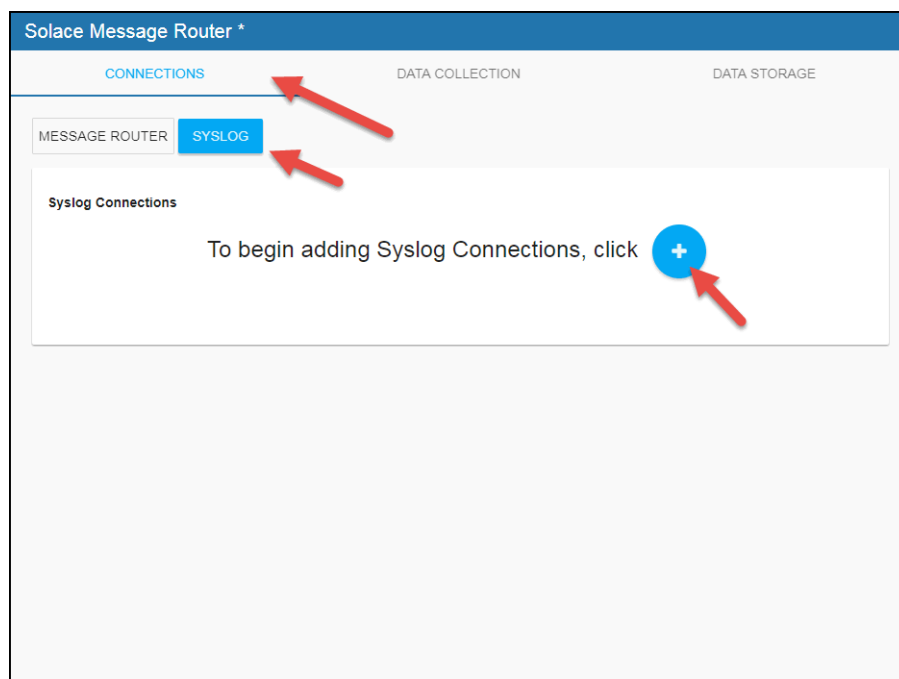 Solace Message Router *
CONNECTIONS DATA COLLECTION DATA STORAGE
MESSAGE ROUTER SYSLOG
Syslog Connections
To begin adding Syslog Connections, click +